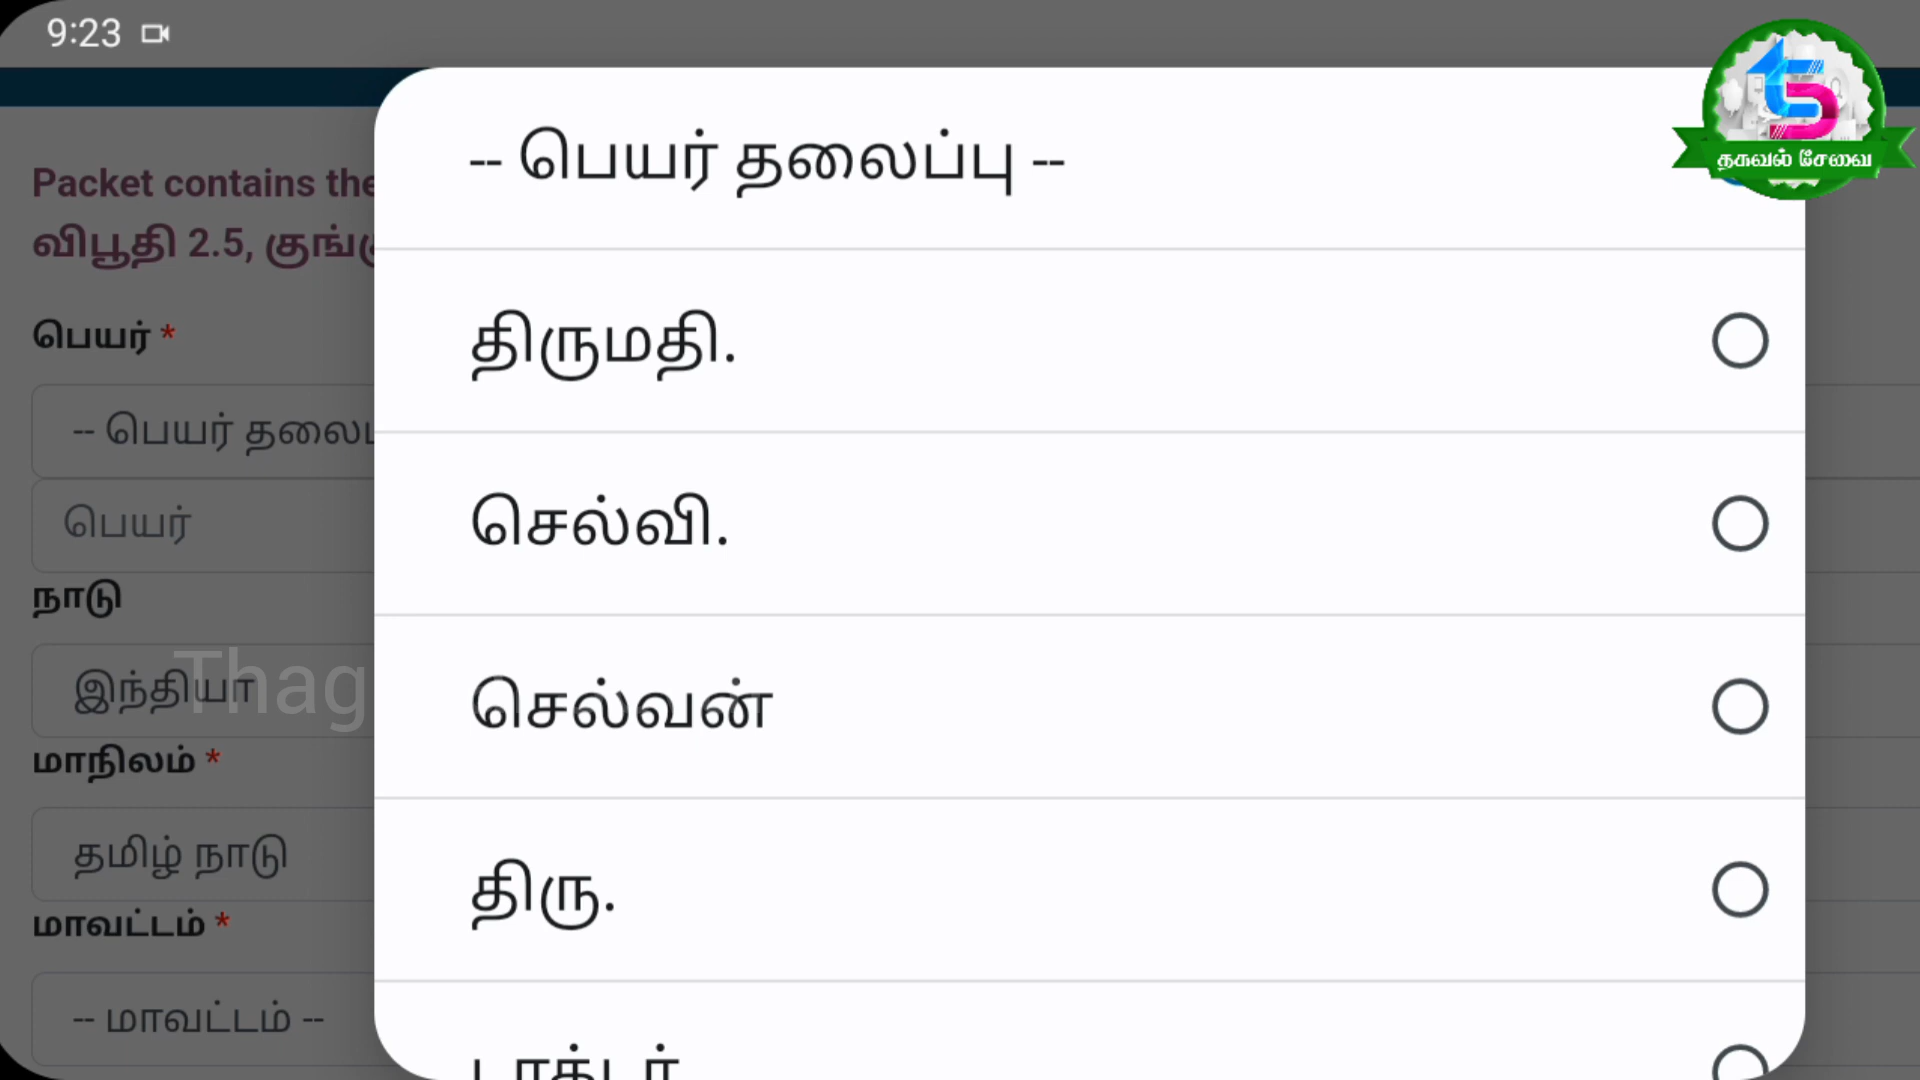 9:23
தகவல் சேவை
-- பெயர் தலைப்பு --
Packet contains the
விபூதி 2.5,
திருமதி.
பெயர் *
-- பெயர்
செல்வி.
பெயர்
நாடு
இந்தியா
Thag
செல்வன்
மாநிலம் *
தமிழ் நாடு
திரு.
மாவட்டம் *
-- மாவட்டம் --
டாக்டர்